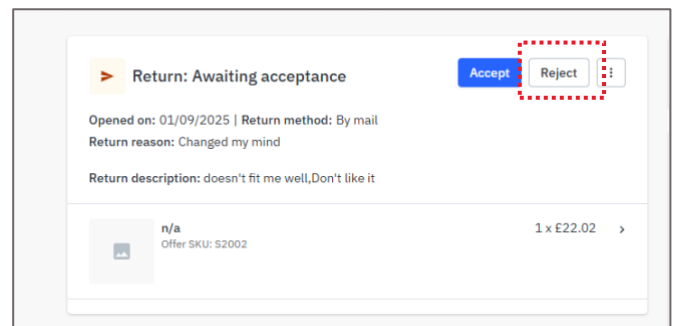 Return: Awaiting acceptance
Accept
Reject
Opened on: 01/09/2025 | Return method: By mail
Return reason: Changed my mind
Return description: doesn't fit me well,Don't like it
n/a
1 x £22.02
Offer SKU: S2002